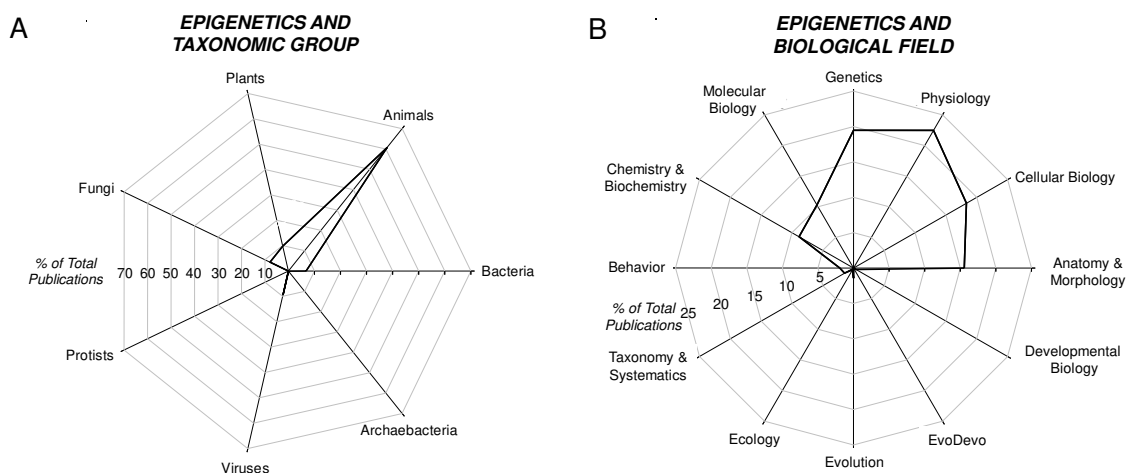 A
EPIGENETICS AND
TAXONOMIC GROUP
Plants
Animals
Fungi
% of Total
Publications
70 60 50 40 30 20 10
Bacteria
Protists
Archaebacteria
Viruses
B
EPIGENETICS AND
BIOLOGICAL FIELD
Genetics
Molecular
Biology
Physiology
Chemistry &
Biochemistry
Cellular Biology
Behavior
Anatomy &
Morphology
% of Total
Publications
25 20 15 10 5
Taxonomy &
Systematics
Developmental
Biology
Ecology
EvoDevo
Evolution